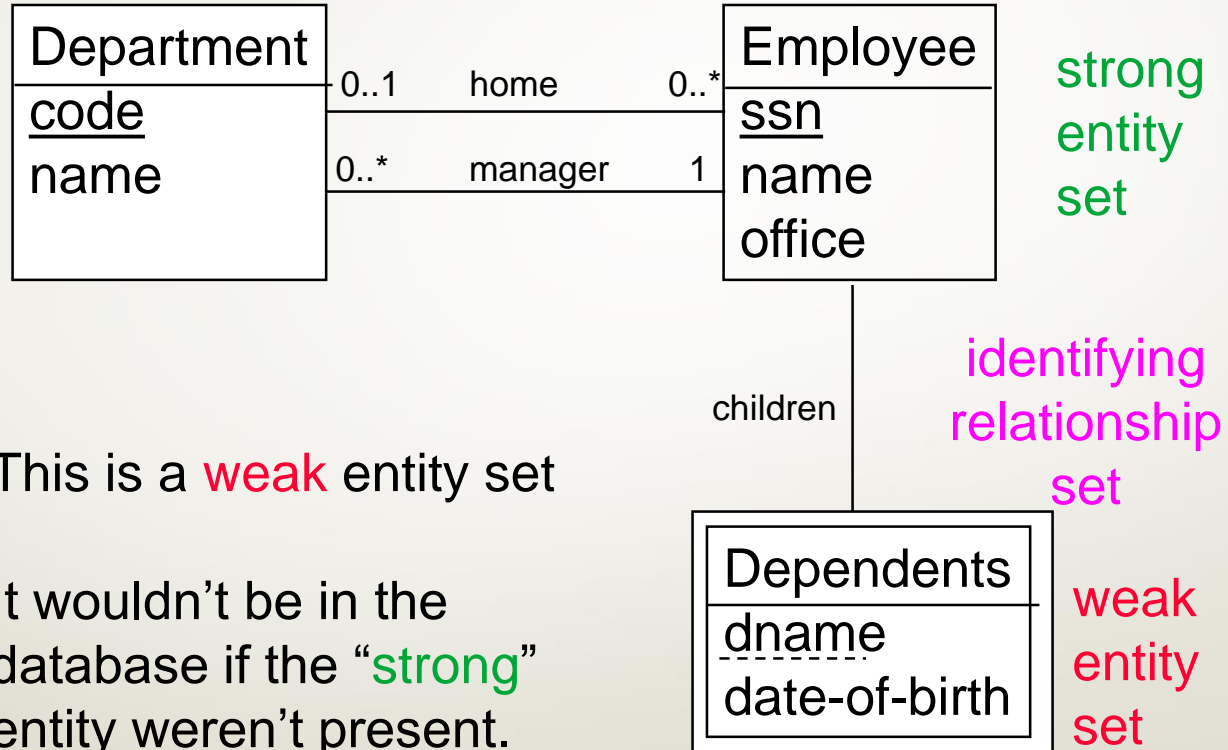 Department
code
name
0..1 home 0..*
0..* manager 1
Employee
ssn
name
office
strong
entity
set
children
identifying
relationship
set
This is a weak entity set
t wouldn’t be in the
database if the “strong”
entity weren’t present.
Dependents
dname
date-of-birth
weak
entity
set